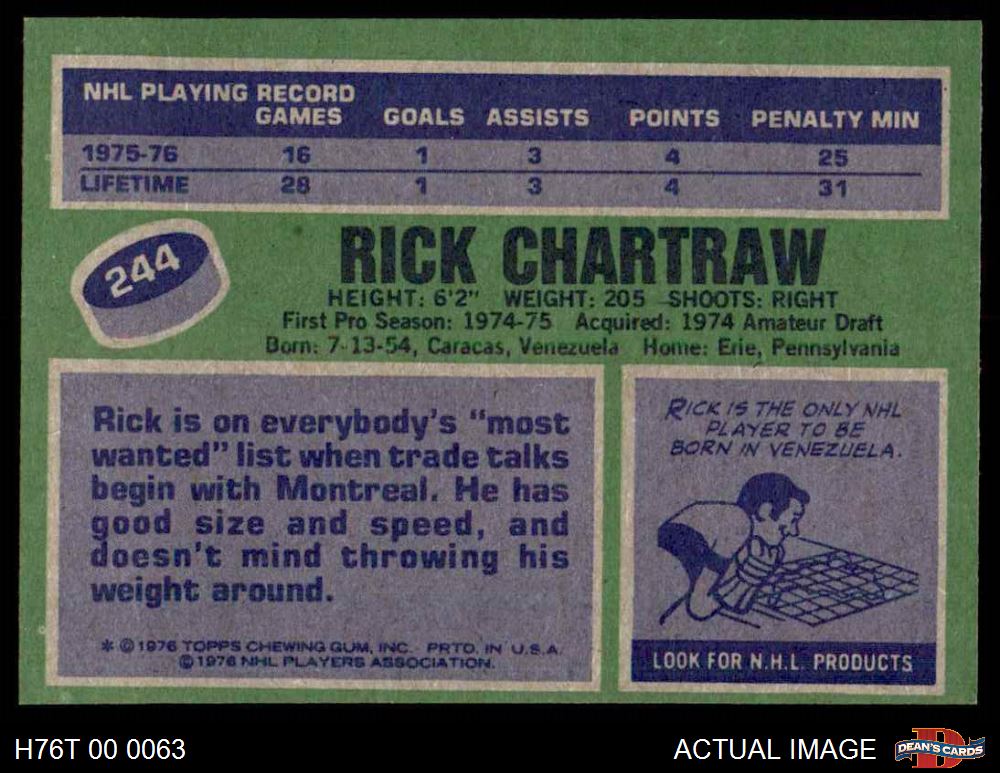 NHL PLAYING RECORD
GAMES GOALS ASSISTS POINTS PENALTY MIN
1975-76 16 1 3 4 25
LIFETIME 28 1 3 4 31
244
RICK CHARTRAW
HEIGHT: 6'2" WEIGHT: 205 SHOOTS: RIGHT
First Pro Season: 1974-75 Acquired: 1974 Amateur Draft
Born: 7-13-54, Caracas, Venezuela Home: Erie, Pennsylvania
Rick is on everybody's "most
wanted" list when trade talks
begin with Montreal. He has
good size and speed, and
doesn't mind throwing his
weight around.
* © 1976 TOPPS CHEWING GUM, INC. PRTD. IN U.S.A.
© 1976 NHL PLAYERS ASSOCIATION.
RICK IS THE ONLY NHL
PLAYER TO BE
BORN IN VENEZUELA.
LOOK FOR N.H.L. PRODUCTS
H76T 00 0063
ACTUAL IMAGE
D
DEAN'S CARDS